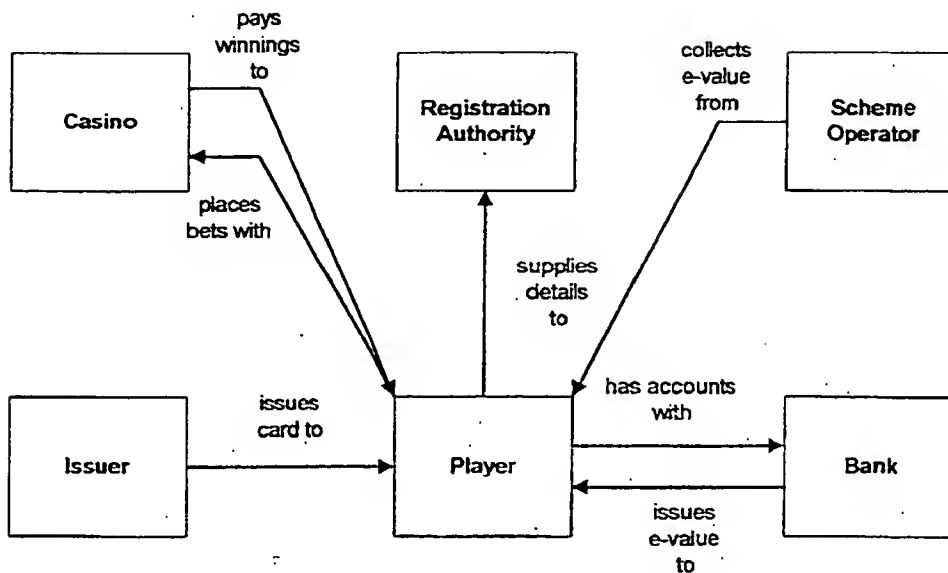 pays
winnings
to
Casino
places
bets with
Registration
Authority
collects
e-value
from
Scheme
Operator
supplies
details
to
issues
card to
Issuer
Player
has accounts
with
Bank
issues
e-value
to